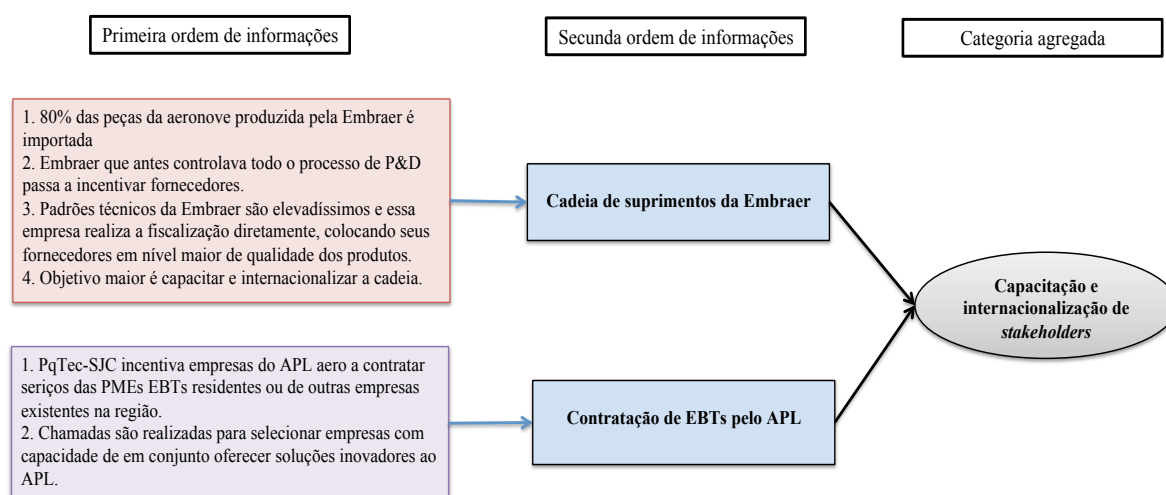 Primeira ordem de informações
Secunda ordem de informações
Categoria agregada
1. 80% das peças da aeronove produzida pela Embraer é
importada
2. Embraer que antes controlava todo o processo de P&D
passa a incentivar fornecedores.
3. Padrões técnicos da Embraer são elevadíssimos e essa
empresa realiza a fiscalização diretamente, colocando seus
fornecedores em nível maior de qualidade dos produtos.
4. Objetivo maior é capacitar e internacionalizar a cadeia.
Cadeia de suprimentos da Embraer
Capacitação e
internacionalização de
stakeholders
1. PqTec-SJC incentiva empresas do APL aero a contratar
seriços das PMEs EBTs residentes ou de outras empresas
existentes na região.
2. Chamadas são realizadas para selecionar empresas com
capacidade de em conjunto oferecer soluções inovadores ao
APL.
Contratação de EBTs pelo APL